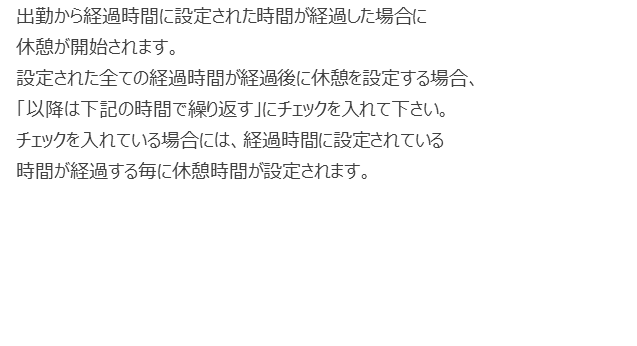 出勤から経過時間に設定された時間が経過した場合に
休憩が開始されます。
設定された全ての経過時間が経過後に休憩を設定する場合、
「以降は下記の時間で繰り返す」にチェックを入れて下さい。
チェックを入れている場合には、経過時間に設定されている
時間が経過する毎に休憩時間が設定されます。